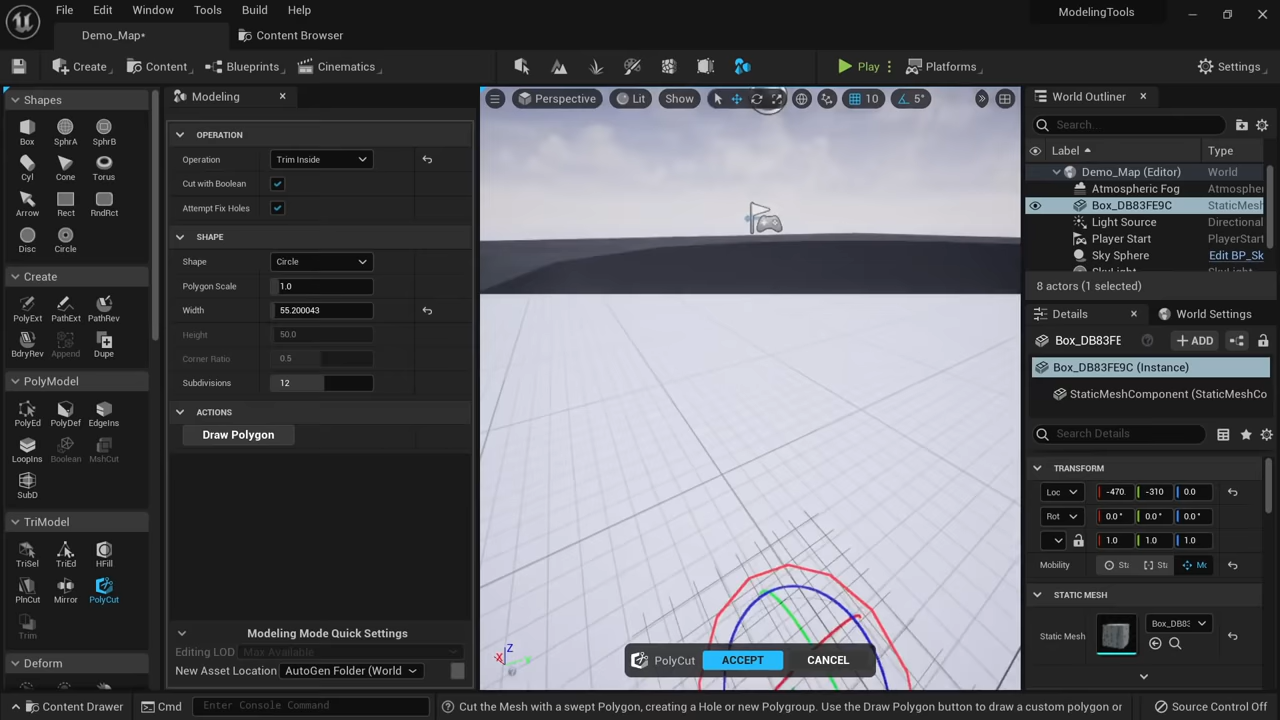 File Edit Window Tools Build Help
ModelingTools
Demo_Map*
Content Browser
Create
Content
Blueprints
Cinematics
Play
Platforms
Settings
Shapes
Box SphrA SphrB
Cyl Cone Torus
Arrow Rect RndRct
Disc Circle
Create
PolyExt PathExt PathRev
BdryRev Append Dupe
PolyModel
PolyEd PolyDef EdgeIns
LoopIns Boolean MshCut
SubD
TriModel
TriSel TriEd HFill
PlnCut Mirror PolyCut
Trim
Deform
Modeling
OPERATION
Operation Trim Inside
Cut with Boolean
Attempt Fix Holes
SHAPE
Shape Circle
Polygon Scale 1.0
Width 55.200043
Height 50.0
Corner Ratio 0.5
Subdivisions 12
ACTIONS
Draw Polygon
Modeling Mode Quick Settings
Editing LOD Max Available
New Asset Location AutoGen Folder (World
Perspective Lit Show 10 5°
Z
X
PolyCut ACCEPT CANCEL
World Outliner
Search...
Label Type
Demo_Map (Editor) World
Atmospheric Fog Atmosphe
Box_DB83FE9C StaticMesh
Light Source Directional
Player Start PlayerStart
Sky Sphere Edit BP_Sk
8 actors (1 selected)
Details
World Settings
Box_DB83FE
+ ADD
Box_DB83FE9C (Instance)
StaticMeshComponent (StaticMeshCo
Search Details
TRANSFORM
Loc -470. -310 0.0
Rot 0.0° 0.0° 0.0°
1.0 1.0 1.0
Mobility St St Mo
STATIC MESH
Static Mesh Box_DB83
Content Drawer
Cmd
Enter Console Command
Cut the Mesh with a swept Polygon, creating a Hole or new Polygroup. Use the Draw Polygon button to draw a custom polygon or
Source Control Off